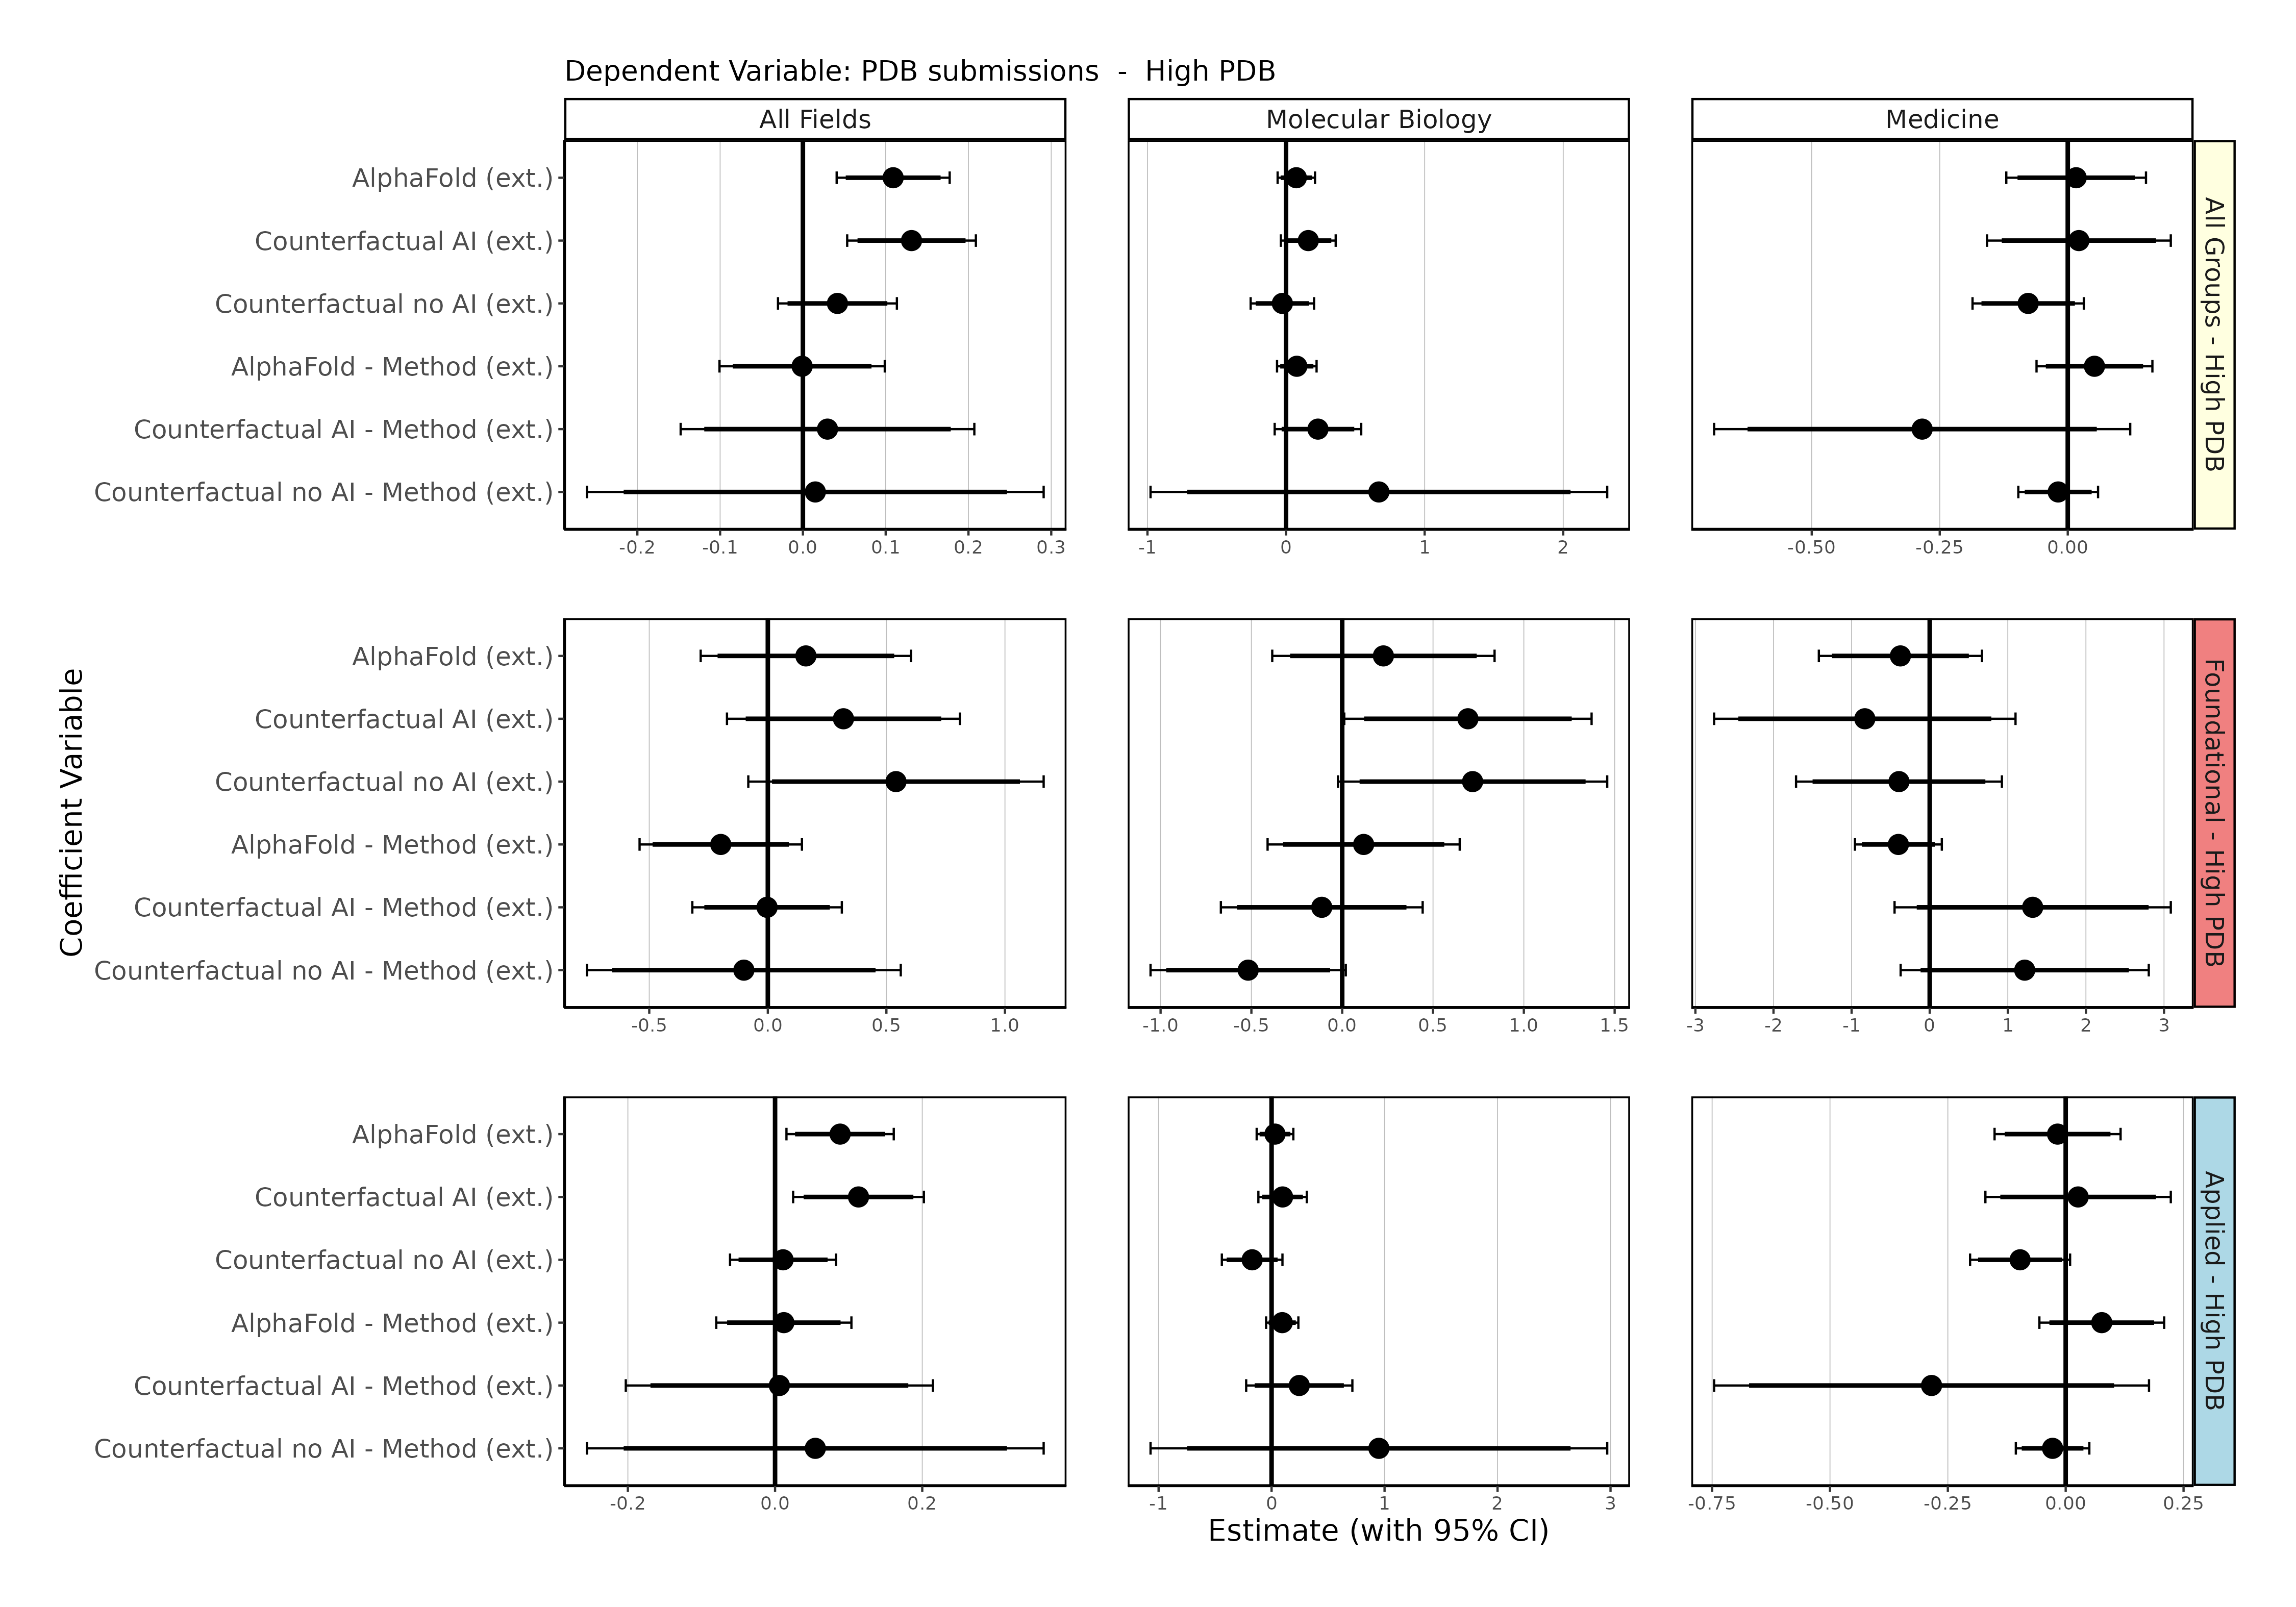 Dependent Variable: PDB submissions  -  High PDB
All Fields
Molecular Biology
Medicine
AlphaFold (ext.)
Counterfactual AI (ext.)
Counterfactual no AI (ext.)
AlphaFold - Method (ext.)
Counterfactual AI - Method (ext.)
Counterfactual no AI - Method (ext.)
All Groups - High PDB
-0.2 -0.1 0.0 0.1 0.2 0.3
-1 0 1 2
-0.50 -0.25 0.00
Coefficient Variable
AlphaFold (ext.)
Counterfactual AI (ext.)
Counterfactual no AI (ext.)
AlphaFold - Method (ext.)
Counterfactual AI - Method (ext.)
Counterfactual no AI - Method (ext.)
Foundational - High PDB
-0.5 0.0 0.5 1.0
-1.0 -0.5 0.0 0.5 1.0 1.5
-3 -2 -1 0 1 2 3
AlphaFold (ext.)
Counterfactual AI (ext.)
Counterfactual no AI (ext.)
AlphaFold - Method (ext.)
Counterfactual AI - Method (ext.)
Counterfactual no AI - Method (ext.)
Applied - High PDB
-0.2 0.0 0.2
-1 0 1 2 3
-0.75 -0.50 -0.25 0.00 0.25
Estimate (with 95% CI)